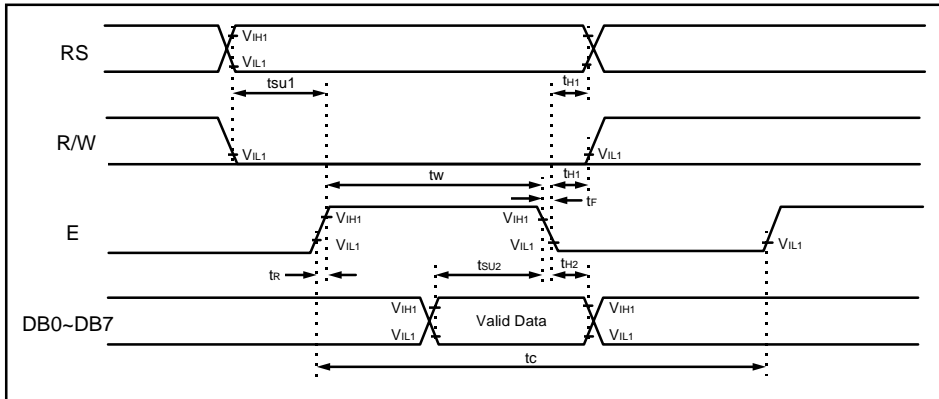 RS
VIH1
VIL1
tsu1
tH1
R/W
VIL1
VIL1
tw
tH1
tF
E
VIH1
VIL1
VIH1
VIL1
VIL1
tR
tSU2
tH2
DB0~DB7
VIH1
VIL1
Valid Data
VIH1
VIL1
tc